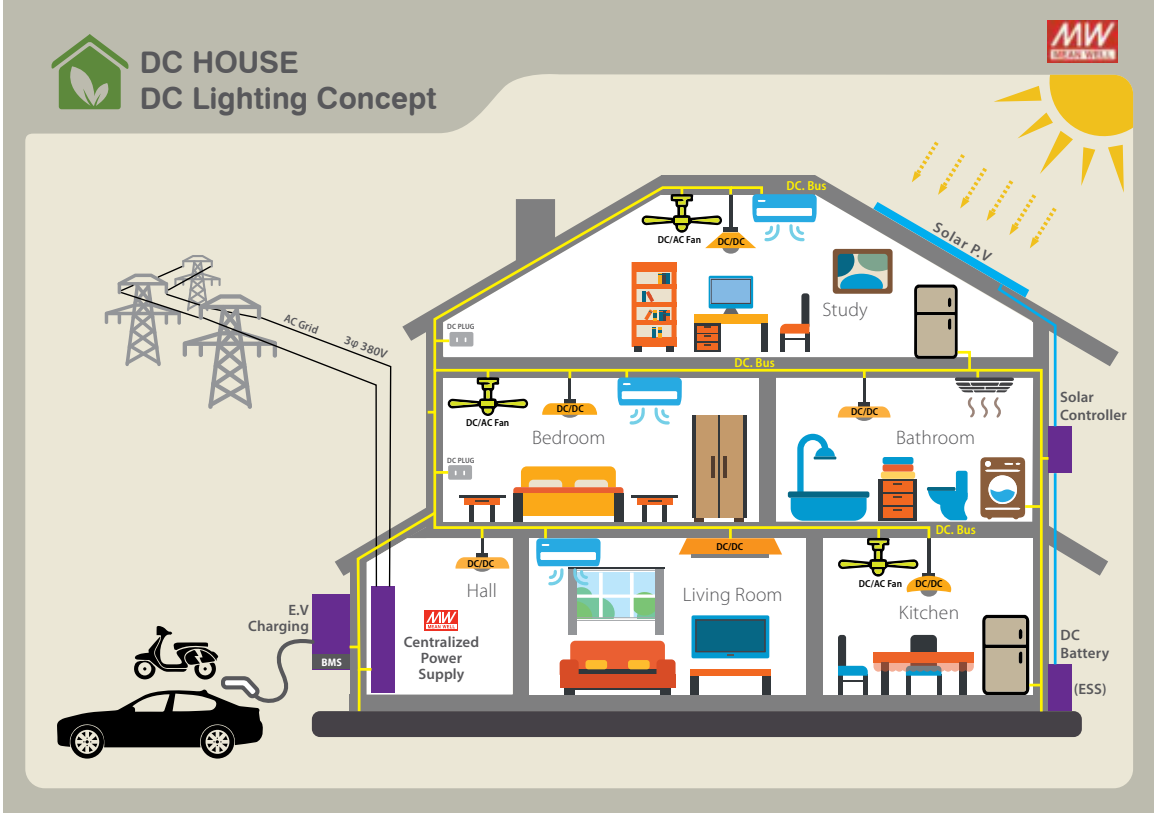 DC HOUSE
DC Lighting Concept
MW
MEAN WELL
DC. Bus
DC/AC Fan
DC/DC
Solar P.V
Study
AC Grid
3φ 380V
DC PLUG
DC. Bus
DC/AC Fan
DC/DC
Bedroom
DC PLUG
DC/DC
Bathroom
Solar
Controller
DC. Bus
DC/DC
Hall
DC/DC
Living Room
DC/AC Fan
DC/DC
Kitchen
E.V
Charging
BMS
MW
MEAN WELL
Centralized
Power
Supply
DC
Battery
(ESS)